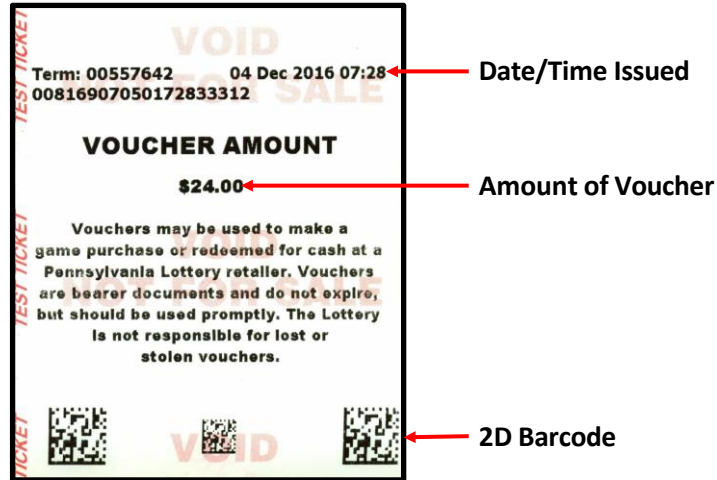 VOID
NOT FOR SALE
TEST TICKET
Term: 00557642 04 Dec 2016 07:28
Date/Time Issued
00816907050172833312
VOUCHER AMOUNT
$24.00
Amount of Voucher
TEST TICKET
VOID
NOT FOR SALE
Vouchers may be used to make a
game purchase or redeemed for cash at a
Pennsylvania Lottery retailer. Vouchers
are bearer documents and do not expire,
but should be used promptly. The Lottery
is not responsible for lost or
stolen vouchers.
TICKET
VOID
2D Barcode